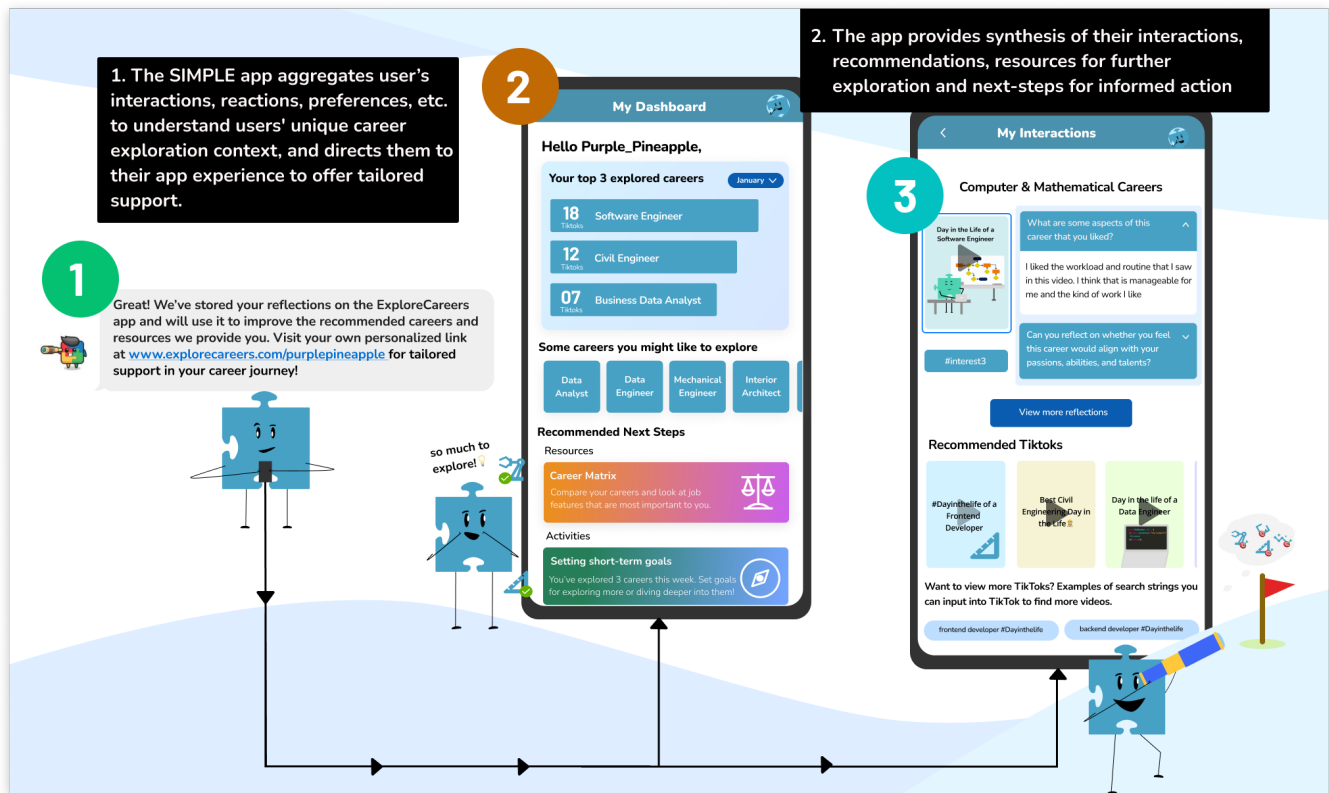 1. The SIMPLE app aggregates user's
interactions, reactions, preferences, etc.
to understand users' unique career
exploration context, and directs them to
their app experience to offer tailored
support.
1
Great! We've stored your reflections on the ExploreCareers
app and will use it to improve the recommended careers and
resources we provide you. Visit your own personalized link
at www.explorecareers.com/purplepineapple for tailored
support in your career journey!
so much to
explore!
2
My Dashboard
Hello Purple_Pineapple,
Your top 3 explored careers
January
18
Tiktoks
Software Engineer
12
Tiktoks
Civil Engineer
07
Tiktoks
Business Data Analyst
Some careers you might like to explore
Data
Analyst
Data
Engineer
Mechanical
Engineer
Interior
Architect
Recommended Next Steps
Resources
Career Matrix
Compare your careers and look at job
features that are most important to you.
Activities
Setting short-term goals
You've explored 3 careers this week. Set goals
for exploring more or diving deeper into them!
2. The app provides synthesis of their interactions,
recommendations, resources for further
exploration and next-steps for informed action
3
My Interactions
Computer & Mathematical Careers
Day in the Life of a
Software Engineer
#interest3
What are some aspects of this
career that you liked?
I liked the workload and routine that I saw
in this video. I think that is manageable for
me and the kind of work I like
Can you reflect on whether you feel
this career would align with your
passions, abilities, and talents?
View more reflections
Recommended Tiktoks
#Dayinthelife of a
Frontend
Developer
Best Civil
Engineering Day in
the Life
Day in the life of a
Data Engineer
Want to view more TikToks? Examples of search strings you
can input into TikTok to find more videos.
frontend developer #Dayinthelife
backend developer #Dayinthelife